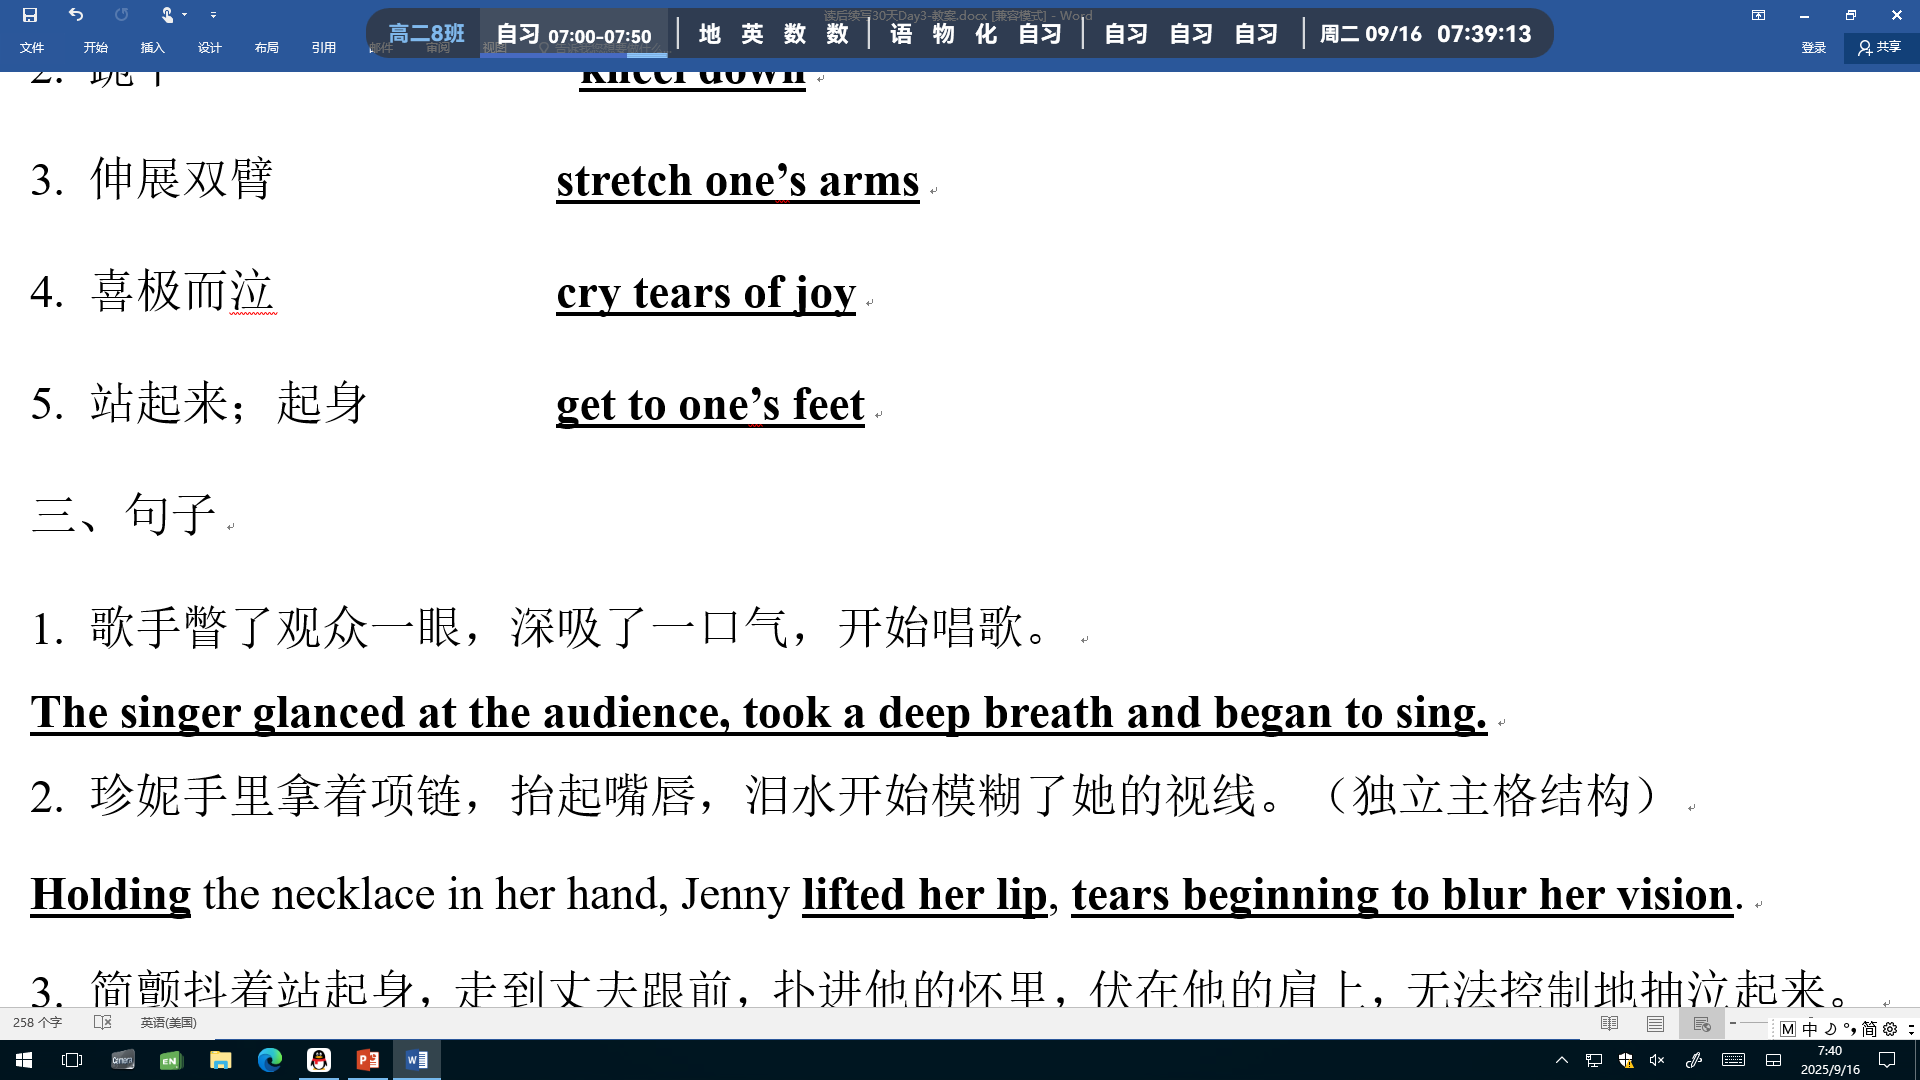 读后续写30天Day3-教案.docx [兼容模式] - Word
高二8班 自习 07:00-07:50 地 英 数 数 语 物 化 自习 自习 自习 自习 周二 09/16 07:39:13
文件 开始 插入 设计 布局 引用 邮件 审阅 视图 登录 共享
2. 跪下 kneel down
3. 伸展双臂 stretch one’s arms
4. 喜极而泣 cry tears of joy
5. 站起来；起身 get to one’s feet
三、句子
1. 歌手瞥了观众一眼，深吸了一口气，开始唱歌。
The singer glanced at the audience, took a deep breath and began to sing.
2. 珍妮手里拿着项链，抬起嘴唇，泪水开始模糊了她的视线。（独立主格结构）
Holding the necklace in her hand, Jenny lifted her lip, tears beginning to blur her vision.
3. 简颤抖着站起身，走到丈夫跟前，扑进他的怀里，伏在他的肩上，无法控制地抽泣起来。
258 个字 英语(美国)
M 中 简
Camera EN
7:40
2025/9/16